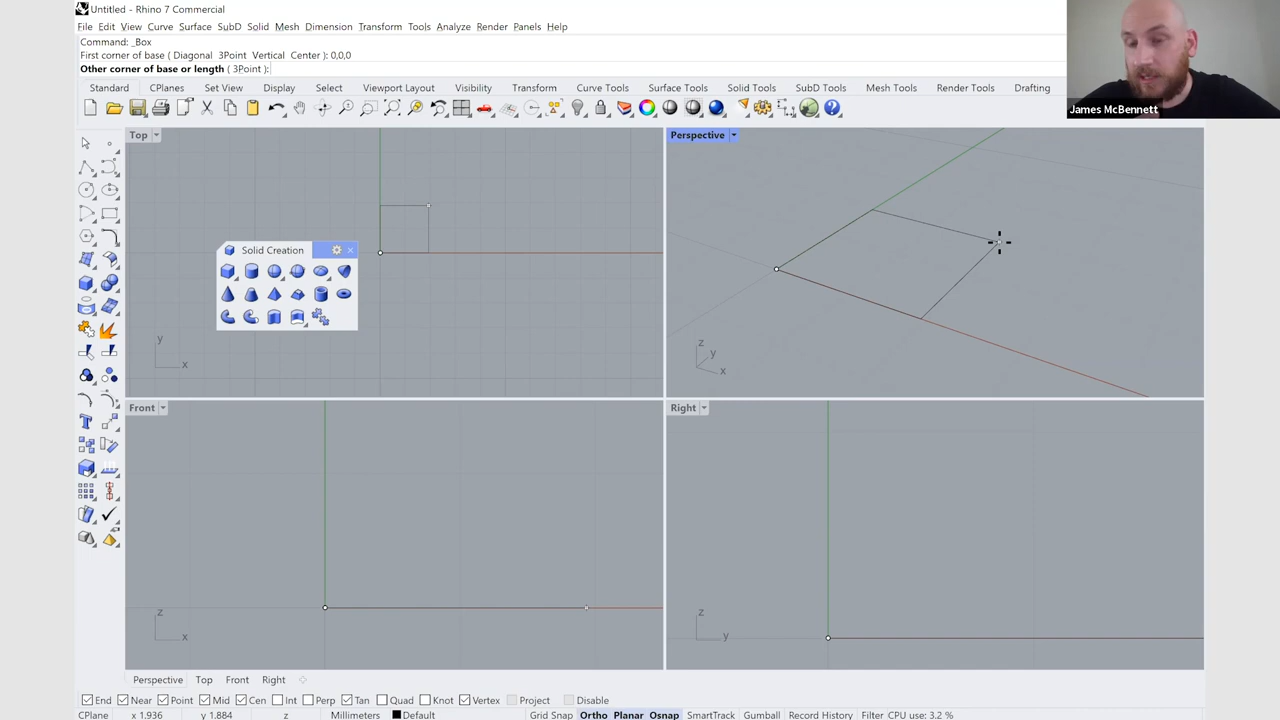 Untitled - Rhino 7 Commercial
File Edit View Curve Surface SubD Solid Mesh Dimension Transform Tools Analyze Render Panels Help
Command: _Box
First corner of base ( Diagonal 3Point Vertical Center ): 0,0,0
Other corner of base or length ( 3Point ):
Standard CPlanes Set View Display Select Viewport Layout Visibility Transform Curve Tools Surface Tools Solid Tools SubD Tools Mesh Tools Render Tools Drafting
James McBennett
Top
Perspective
Solid Creation
y
x
z
y
x
Front
Right
z
x
z
y
Perspective Top Front Right
End Near Point Mid Cen Int Perp Tan Quad Knot Vertex Project Disable
CPlane x 1.936 y 1.884 z Millimeters Default Grid Snap Ortho Planar Osnap SmartTrack Gumball Record History Filter CPU use: 3.2 %